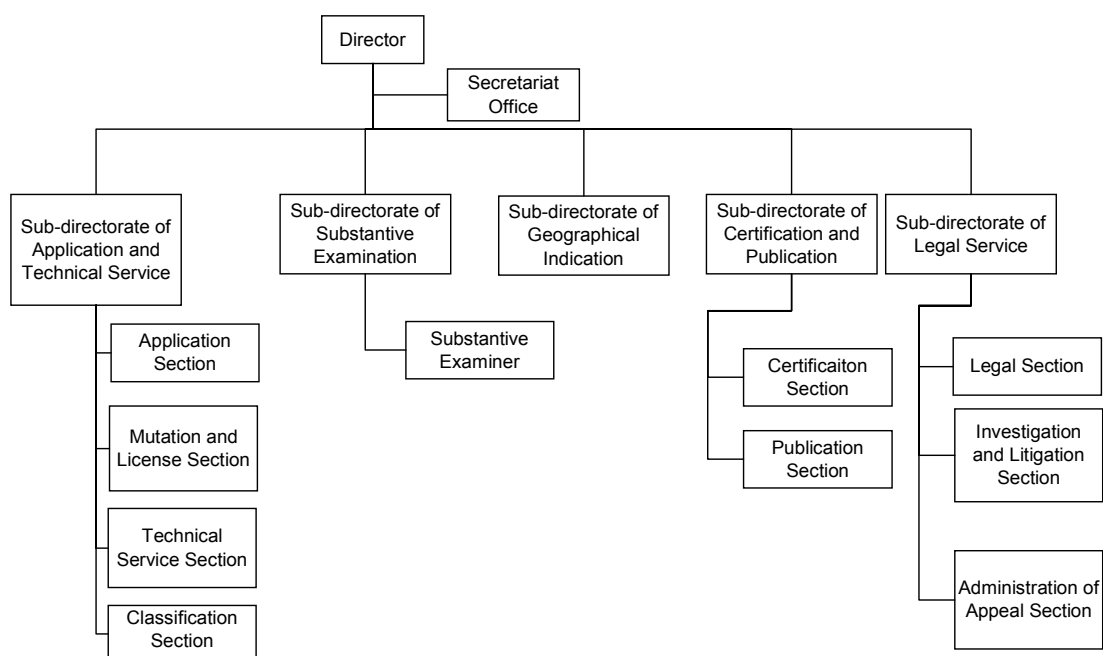 Director
Secretariat
Office
Sub-directorate of
Application and
Technical Service
Sub-directorate of
Substantive
Examination
Sub-directorate of
Geographical
Indication
Sub-directorate of
Certification and
Publication
Sub-directorate of
Legal Service
Application
Section
Mutation and
License Section
Technical
Service Section
Classification
Section
Substantive
Examiner
Certificaiton
Section
Publication
Section
Legal Section
Investigation
and Litigation
Section
Administration of
Appeal Section